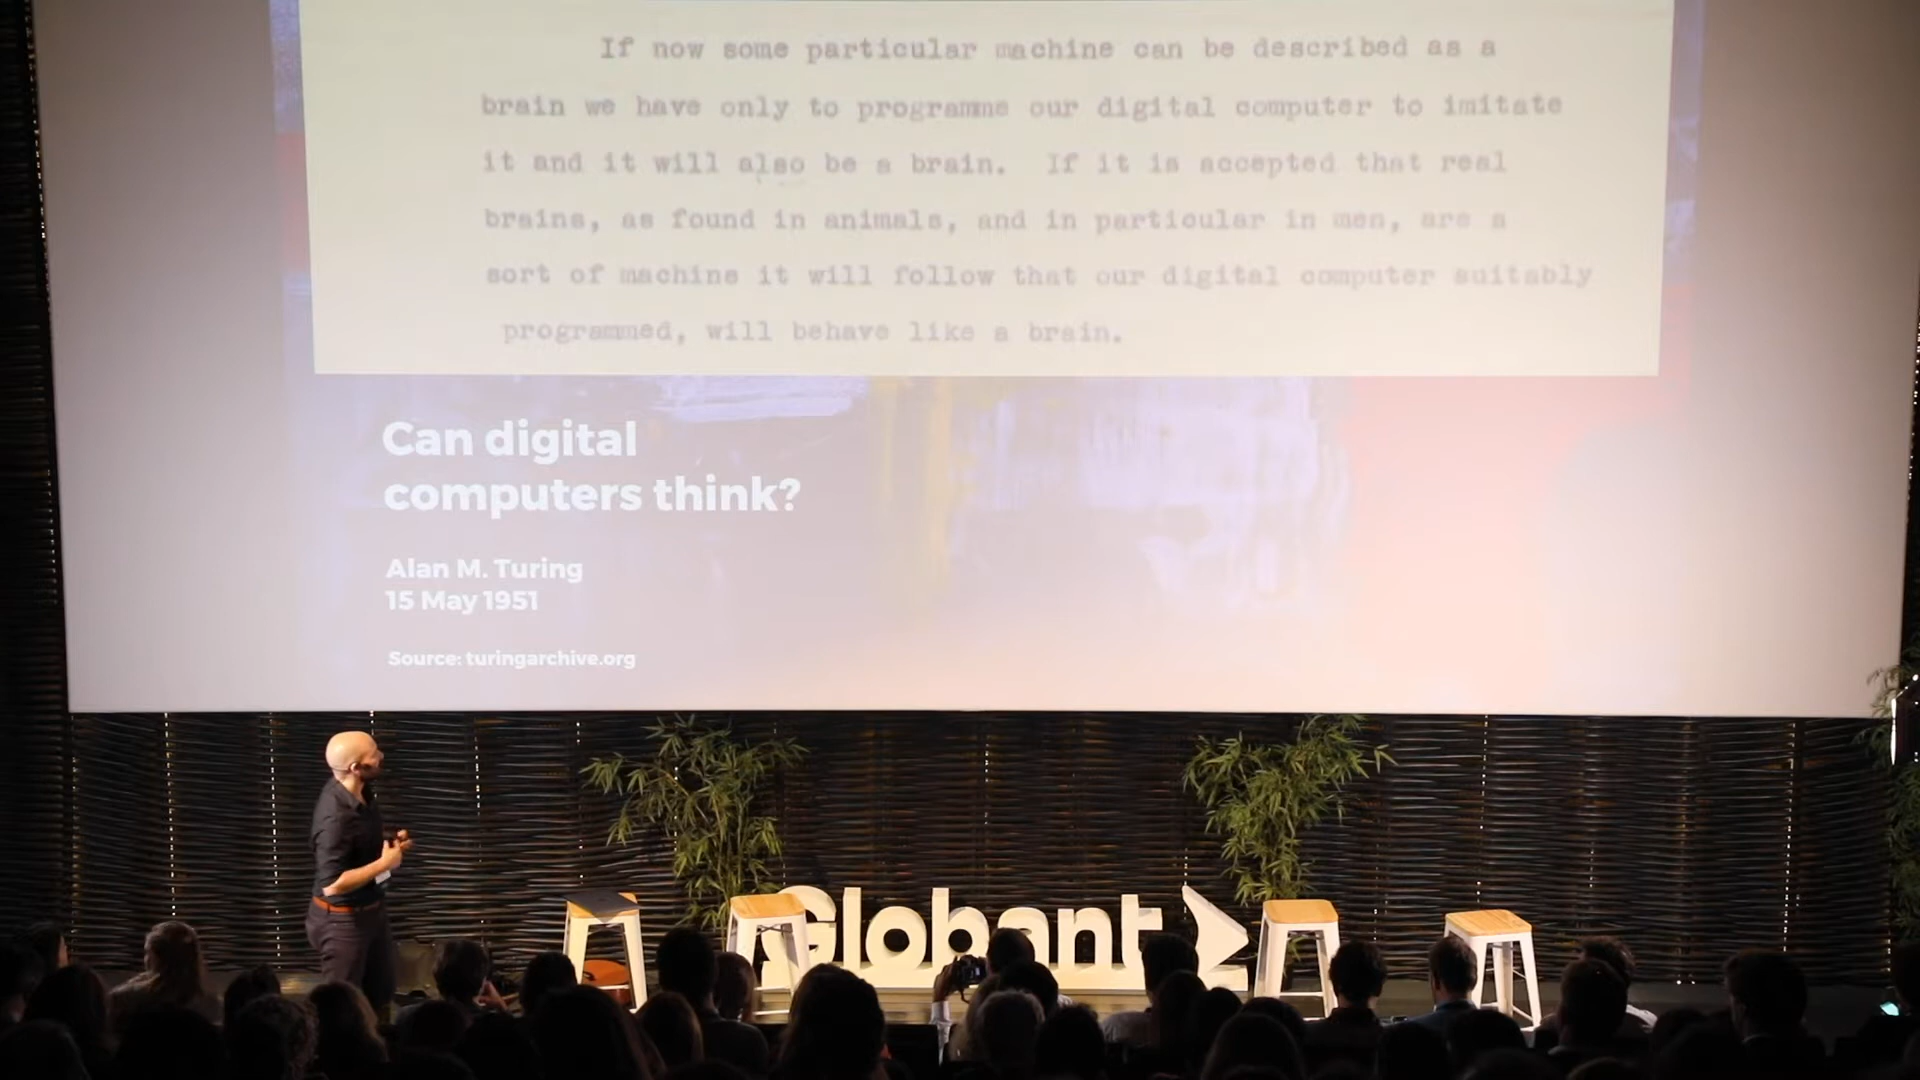 If now some particular machine can be described as a
brain we have only to programme our digital computer to imitate
it and it will also be a brain. If it is accepted that real
brains, as found in animals, and in particular in men, are a
sort of machine it will follow that our digital computer suitably
programmed, will behave like a brain.
Can digital
computers think?
Alan M. Turing
15 May 1951
Source: turingarchive.org
Globant